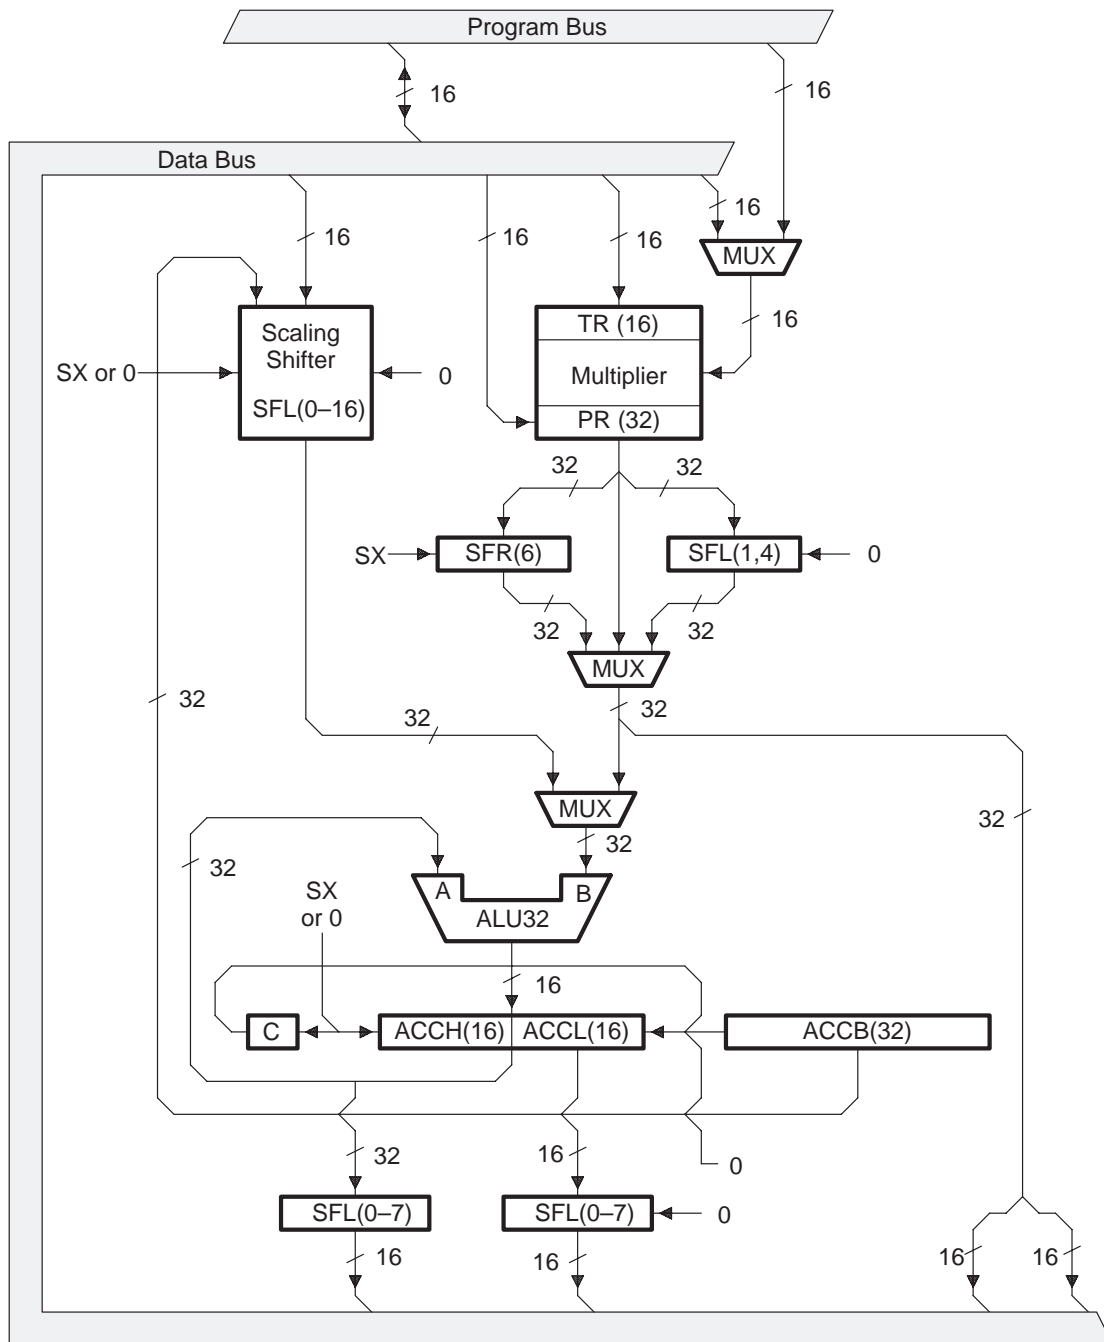 Program Bus
16
16
Data Bus
16
16
16
16
MUX
16
Scaling
Shifter
SFL(0–16)
SX or 0
0
TR (16)
Multiplier
PR (32)
32
32
SX
SFR(6)
SFL(1,4)
0
32
32
MUX
32
32
32
MUX
32
32
32
A
B
ALU32
SX
or 0
16
C
ACCH(16)
ACCL(16)
ACCB(32)
32
16
0
SFL(0–7)
SFL(0–7)
0
16
16
16
16